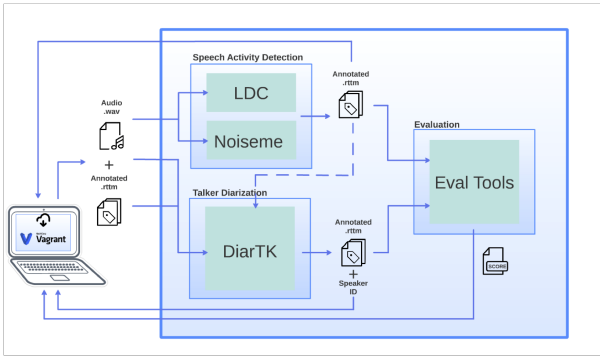 Speech Activity Detection
LDC
Noiseme
Annotated
.rttm
Audio
.wav
+
Annotated
.rttm
Evaluation
Eval Tools
Talker Diarization
DiarTK
Annotated
.rttm
+
Speaker
ID
Vagrant
SCORE